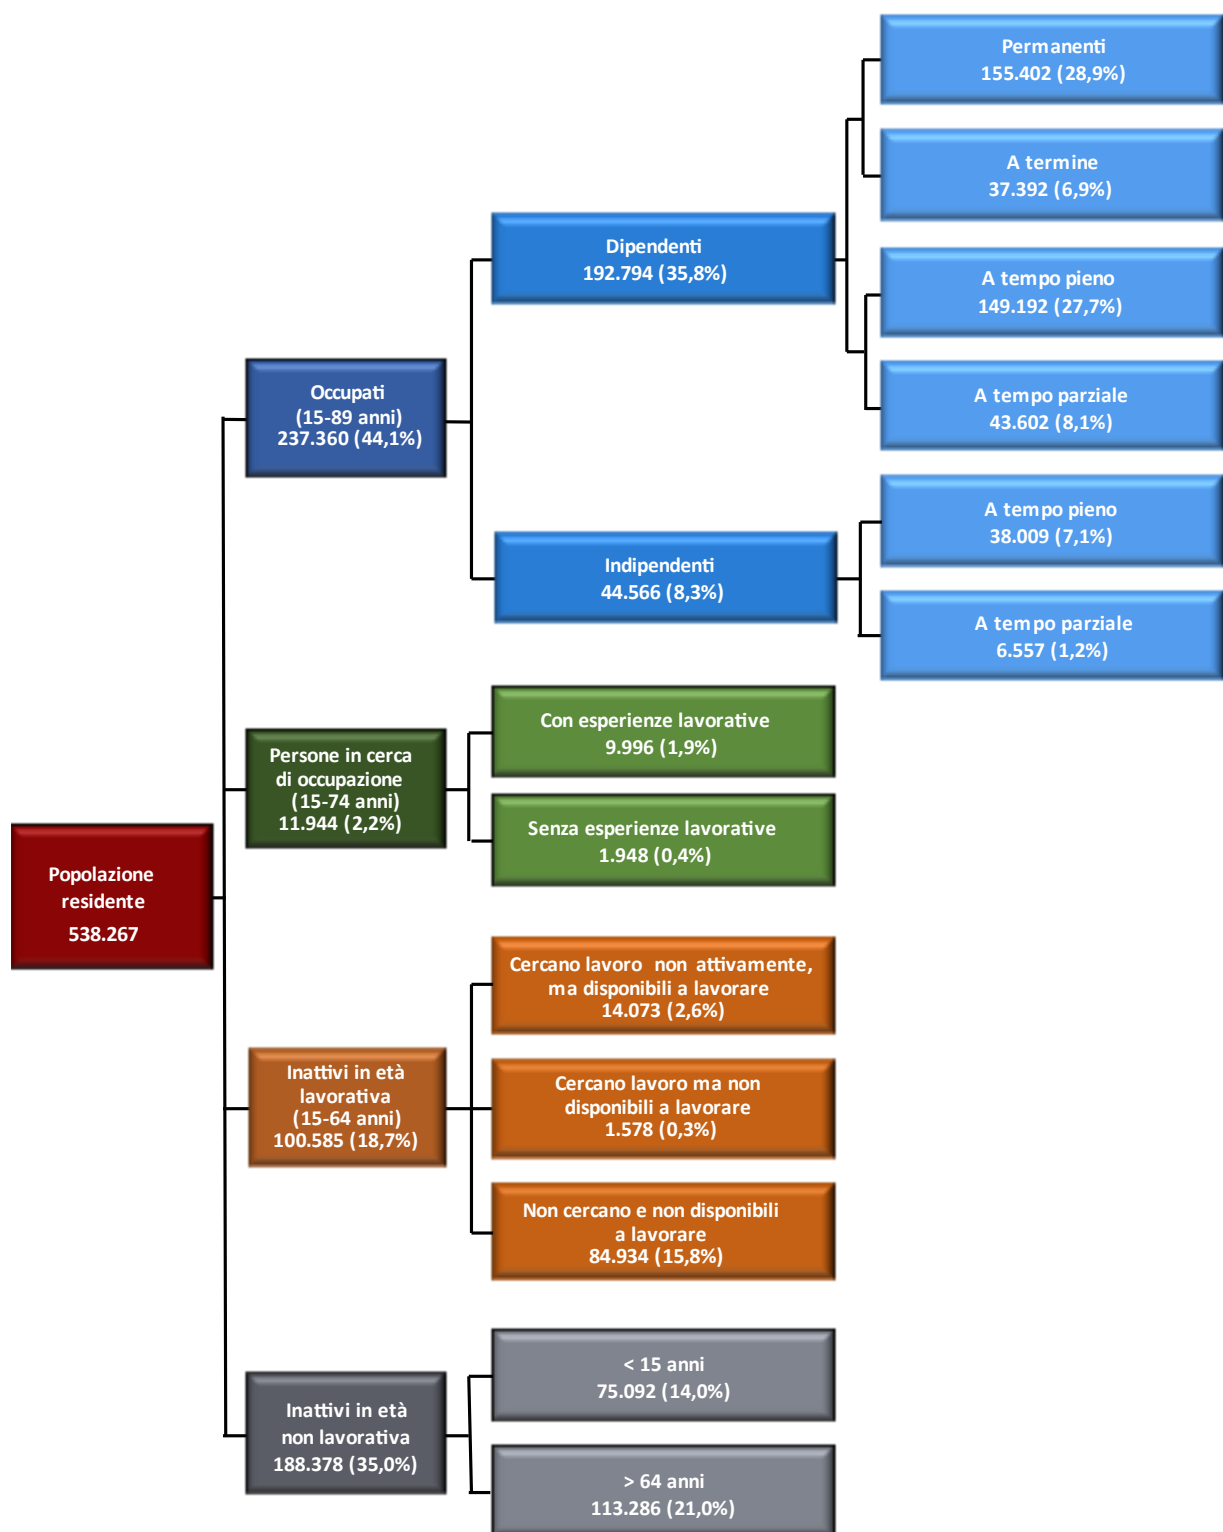 Popolazione
residente
538.267
Occupati
(15-89 anni)
237.360 (44,1%)
Dipendenti
192.794 (35,8%)
Permanenti
155.402 (28,9%)
A termine
37.392 (6,9%)
A tempo pieno
149.192 (27,7%)
A tempo parziale
43.602 (8,1%)
Indipendenti
44.566 (8,3%)
A tempo pieno
38.009 (7,1%)
A tempo parziale
6.557 (1,2%)
Persone in cerca
di occupazione
(15-74 anni)
11.944 (2,2%)
Con esperienze lavorative
9.996 (1,9%)
Senza esperienze lavorative
1.948 (0,4%)
Inattivi in età
lavorativa
(15-64 anni)
100.585 (18,7%)
Cercano lavoro non attivamente,
ma disponibili a lavorare
14.073 (2,6%)
Cercano lavoro ma non
disponibili a lavorare
1.578 (0,3%)
Non cercano e non disponibili
a lavorare
84.934 (15,8%)
Inattivi in età
non lavorativa
188.378 (35,0%)
< 15 anni
75.092 (14,0%)
> 64 anni
113.286 (21,0%)